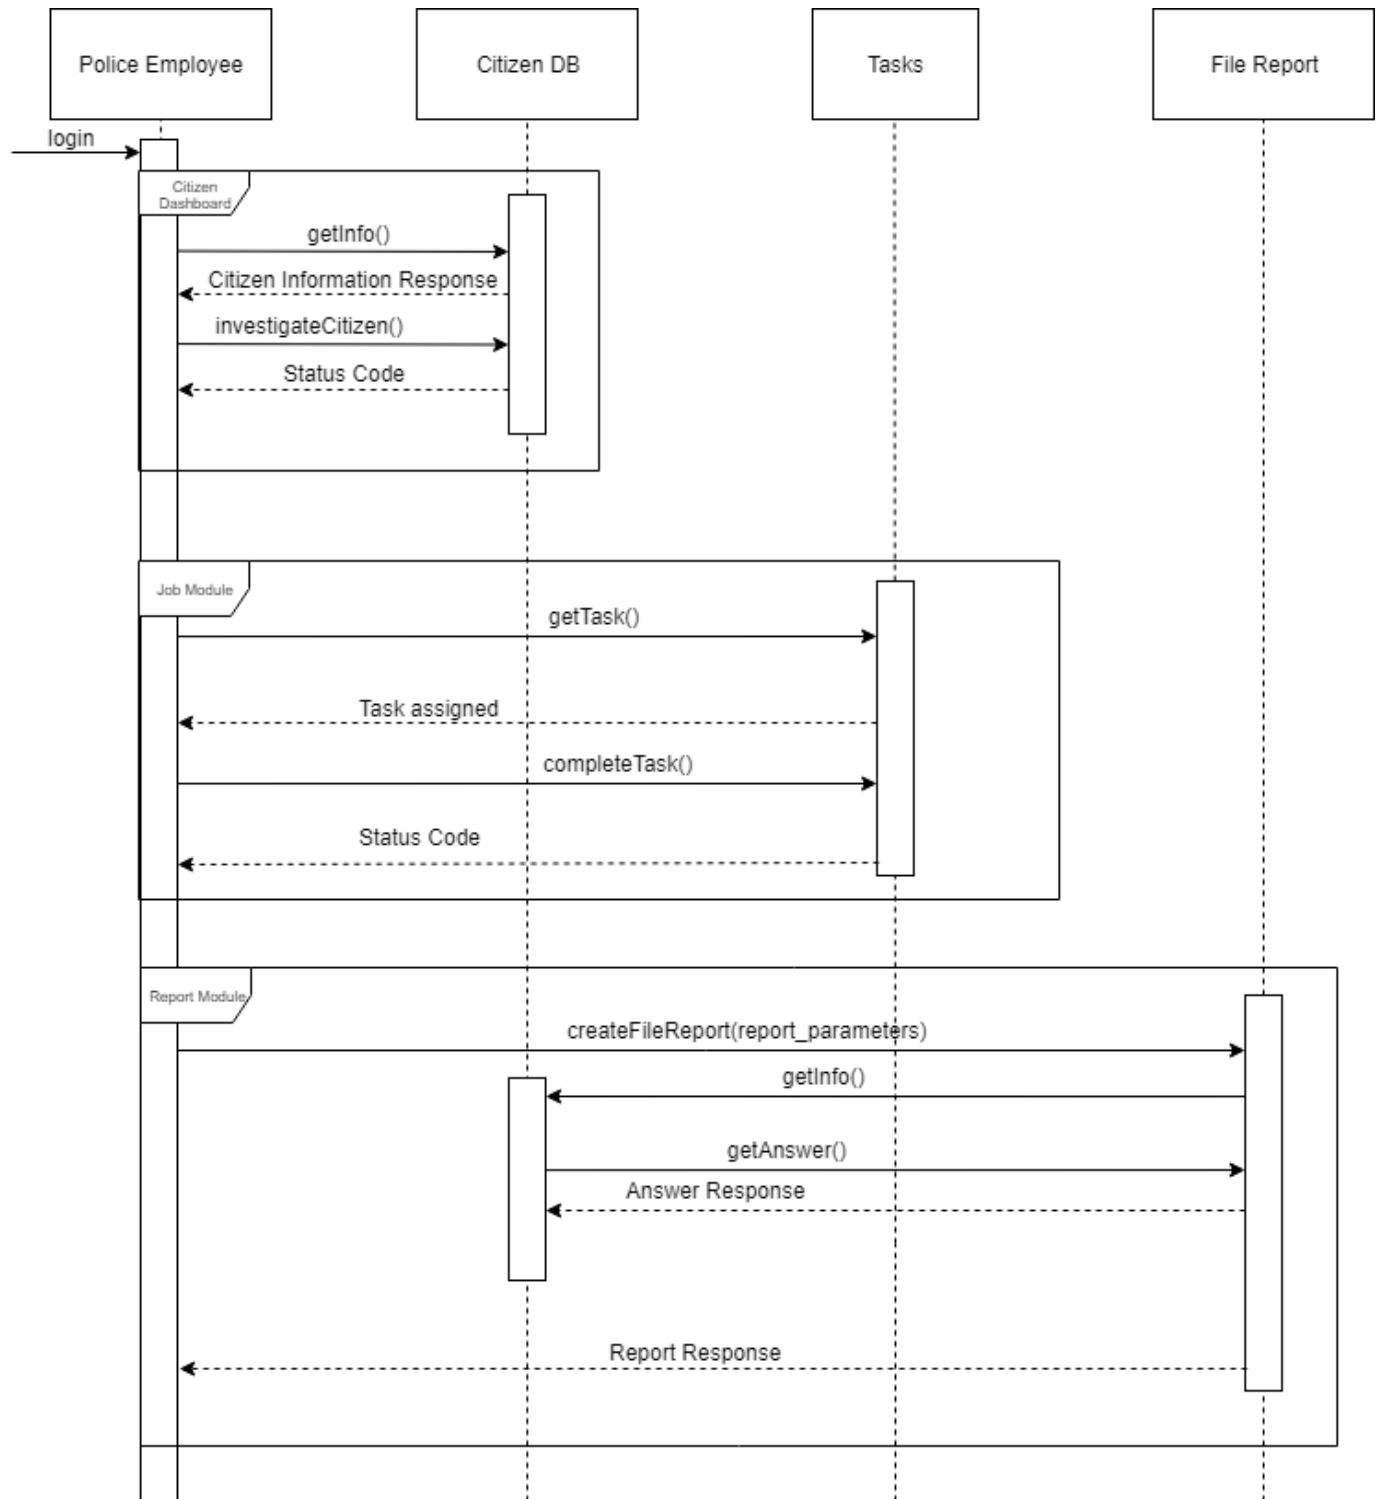 Police Employee
Citizen DB
Tasks
File Report
login
Citizen
Dashboard
getInfo()
Citizen Information Response
investigateCitizen()
Status Code
Job Module
getTask()
Task assigned
completeTask()
Status Code
Report Module
createFileReport(report_parameters)
getInfo()
getAnswer()
Answer Response
Report Response